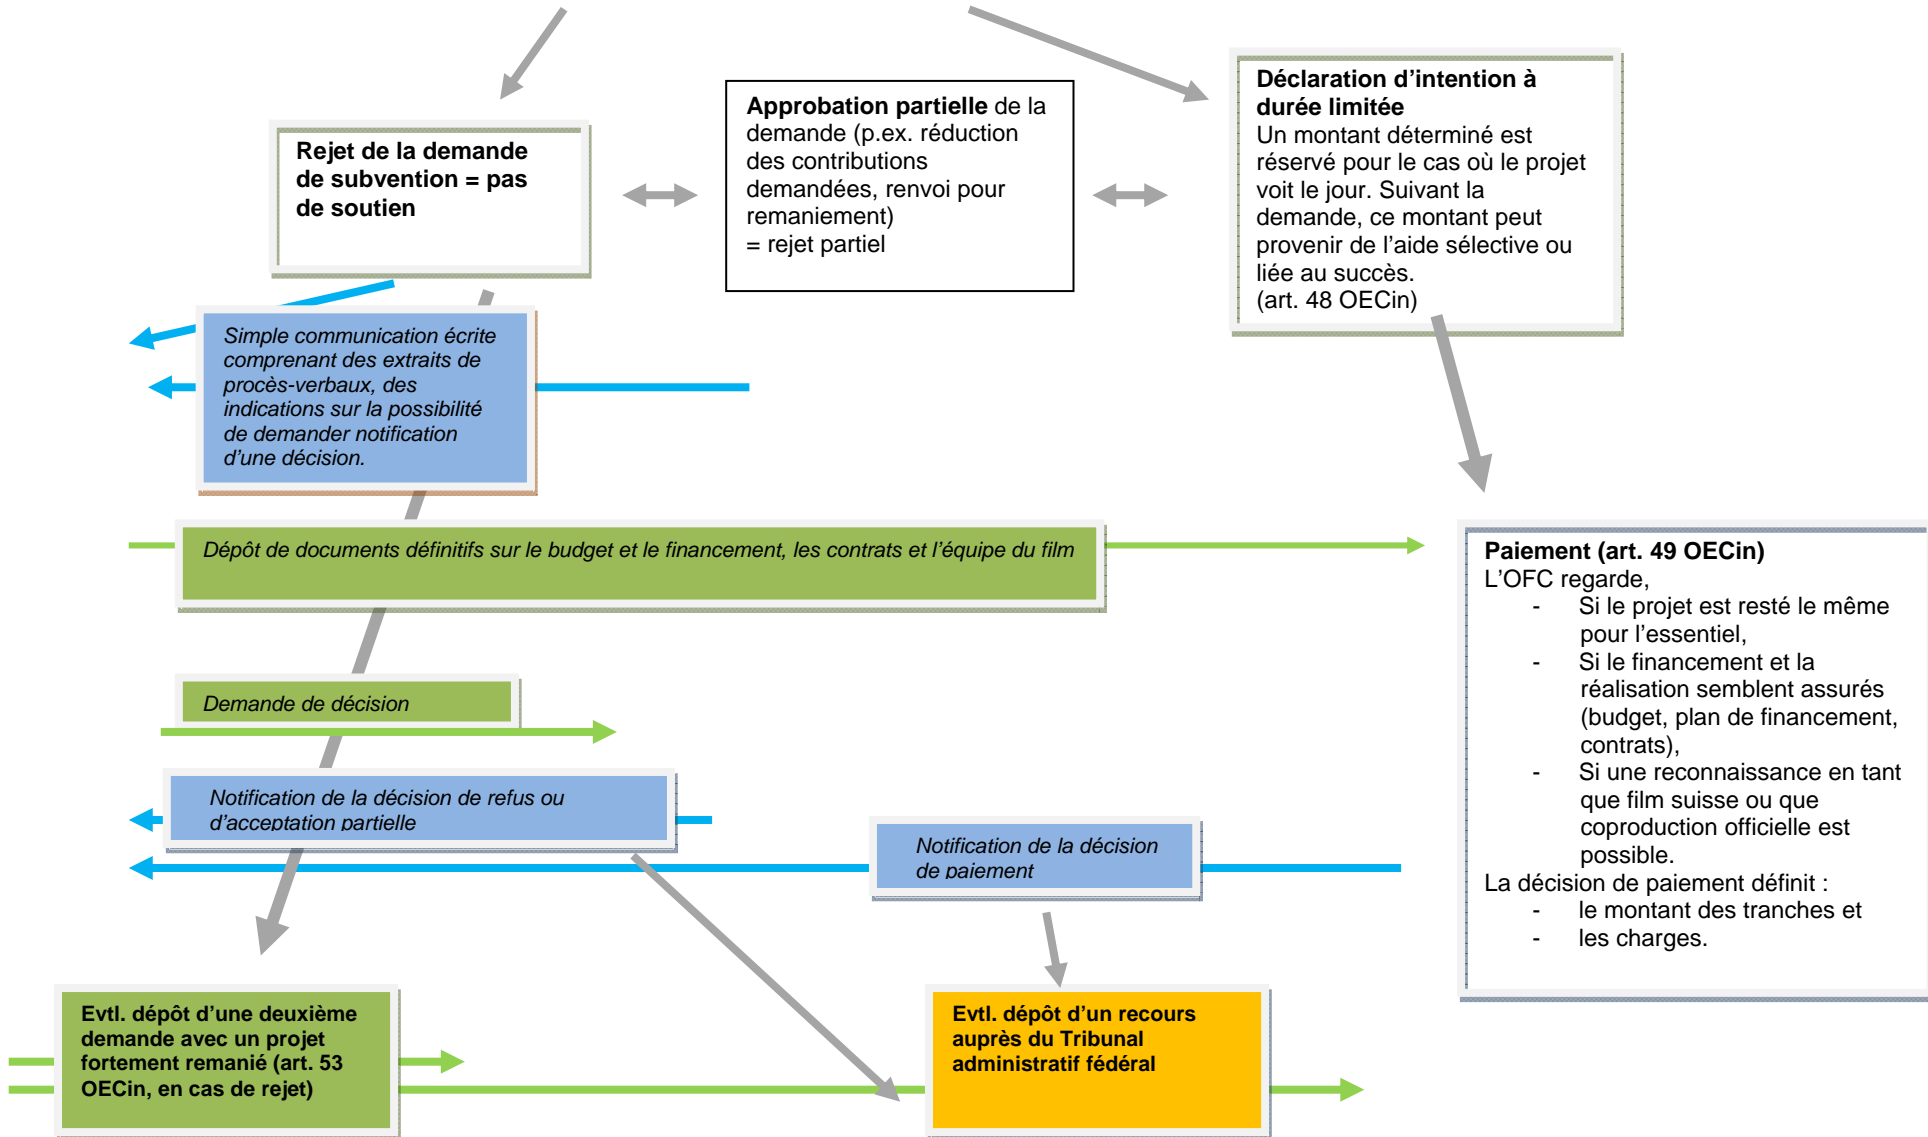 Rejet de la demande
de subvention = pas
de soutien
Approbation partielle de la
demande (p.ex. réduction
des contributions
demandées, renvoi pour
remaniement)
= rejet partiel
Déclaration d’intention à
durée limitée
Un montant déterminé est
réservé pour le cas où le projet
voit le jour. Suivant la
demande, ce montant peut
provenir de l’aide sélective ou
liée au succès.
(art. 48 OECin)
Simple communication écrite
comprenant des extraits de
procès-verbaux, des
indications sur la possibilité
de demander notification
d’une décision.
Dépôt de documents définitifs sur le budget et le financement, les contrats et l’équipe du film
Paiement (art. 49 OECin)
L’OFC regarde,
- Si le projet est resté le même
pour l’essentiel,
- Si le financement et la
réalisation semblent assurés
(budget, plan de financement,
contrats),
- Si une reconnaissance en tant
que film suisse ou que
coproduction officielle est
possible.
La décision de paiement définit :
- le montant des tranches et
- les charges.
Demande de décision
Notification de la décision de refus ou
d’acceptation partielle
Notification de la décision
de paiement
Evtl. dépôt d’une deuxième
demande avec un projet
fortement remanié (art. 53
OECin, en cas de rejet)
Evtl. dépôt d’un recours
auprès du Tribunal
administratif fédéral